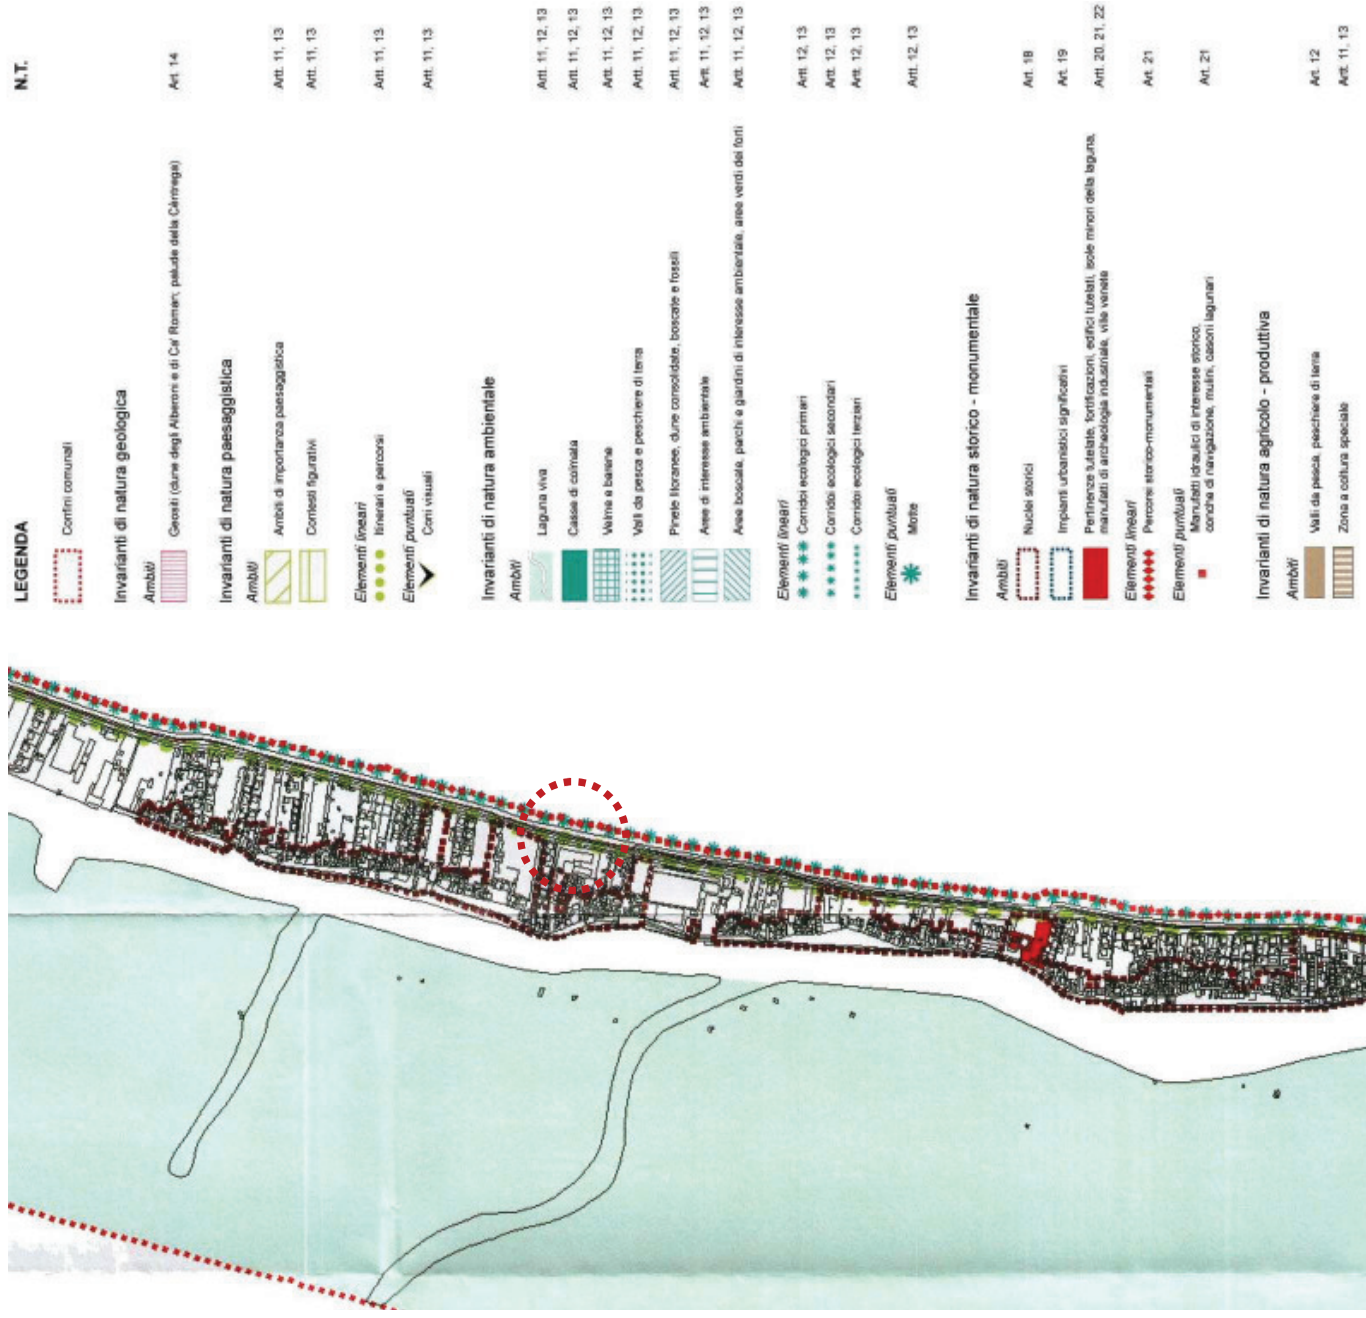 LEGENDA N.T.
Confini comunali
Invarianti di natura geologica
Ambiti
Geositi (dune degli Alberoni e di Ca' Roman; palude della Càntrega) Art. 14
Invarianti di natura paesaggistica
Ambiti
Ambiti di importanza paesaggistica Artt. 11, 13
Contesti figurativi Artt. 11, 13
Elementi lineari
Itinerari e percorsi Artt. 11, 13
Elementi puntuali
Coni visuali Artt. 11, 13
Invarianti di natura ambientale
Ambiti
Laguna viva Artt. 11, 12, 13
Casse di colmata Artt. 11, 12, 13
Velme e barene Artt. 11, 12, 13
Valli da pesca e peschiere di terra Artt. 11, 12, 13
Pinete litoranee, dune consolidate, boscate e fossili Artt. 11, 12, 13
Aree di interesse ambientale Artt. 11, 12, 13
Aree boscate, parchi e giardini di interesse ambientale, aree verdi dei forti Artt. 11, 12, 13
Elementi lineari
Corridoi ecologici primari Artt. 12, 13
Corridoi ecologici secondari Artt. 12, 13
Corridoi ecologici terziari Artt. 12, 13
Elementi puntuali
Motte Artt. 12, 13
Invarianti di natura storico - monumentale
Ambiti
Nuclei storici Art. 18
Impianti urbanistici significativi Art. 19
Pertinenze tutelate, fortificazioni, edifici tutelati, isole minori della laguna, Artt. 20, 21, 22
manufatti di archeologia industriale, ville venete
Elementi lineari
Percorsi storico-monumentali Art. 21
Elementi puntuali
Manufatti idraulici di interesse storico, Art. 21
conche di navigazione, mulini, casoni lagunari
Invarianti di natura agricolo - produttiva
Ambiti
Valli da pesca, peschiere di terra Art. 12
Zona a coltura speciale Artt. 11, 13